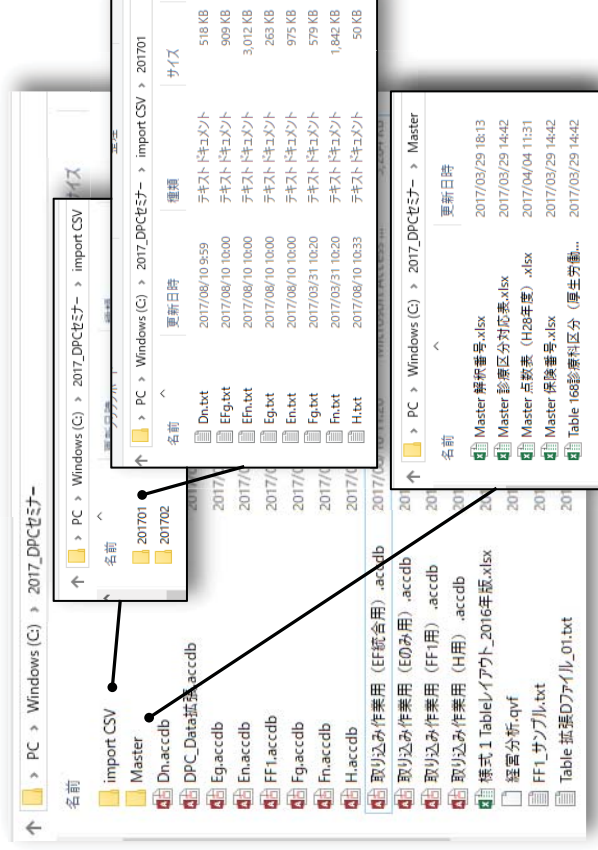 PC › Windows (C:) › 2017_DPCセミナー
名前
import CSV
Master
Dn.accdb
DPC_Data拡張.accdb
Eg.accdb
En.accdb
FF1.accdb
Fg.accdb
Fn.accdb
H.accdb
取り込み作業用（EF統合用）.accdb
取り込み作業用（Eのみ用）.accdb
取り込み作業用（FF1用）.accdb
取り込み作業用（H用）.accdb
様式１Tableレイアウト_2016年版.xlsx
経営分析.qvf
FF1_サンプル.txt
Table 拡張Dファイル_01.txt
PC › Windows (C:) › 2017_DPCセミナー › import CSV
名前
201701
201702
PC › Windows (C:) › 2017_DPCセミナー › import CSV › 201701
名前 更新日時 種類 サイズ
Dn.txt 2017/08/10 9:59 テキスト ドキュメント 518 KB
EFg.txt 2017/08/10 10:00 テキスト ドキュメント 909 KB
EFn.txt 2017/08/10 10:00 テキスト ドキュメント 3,012 KB
Eg.txt 2017/08/10 10:00 テキスト ドキュメント 263 KB
En.txt 2017/08/10 10:00 テキスト ドキュメント 975 KB
Fg.txt 2017/03/31 10:20 テキスト ドキュメント 579 KB
Fn.txt 2017/03/31 10:20 テキスト ドキュメント 1,842 KB
H.txt 2017/08/10 10:33 テキスト ドキュメント 50 KB
PC › Windows (C:) › 2017_DPCセミナー › Master
名前 更新日時
Master 解釈番号.xlsx 2017/03/29 18:13
Master 診療区分対応表.xlsx 2017/03/29 14:42
Master 点数表（H28年度）.xlsx 2017/04/04 11:31
Master 保険番号.xlsx 2017/03/29 14:42
Table 168診療科区分（厚生労働... 2017/03/29 14:42